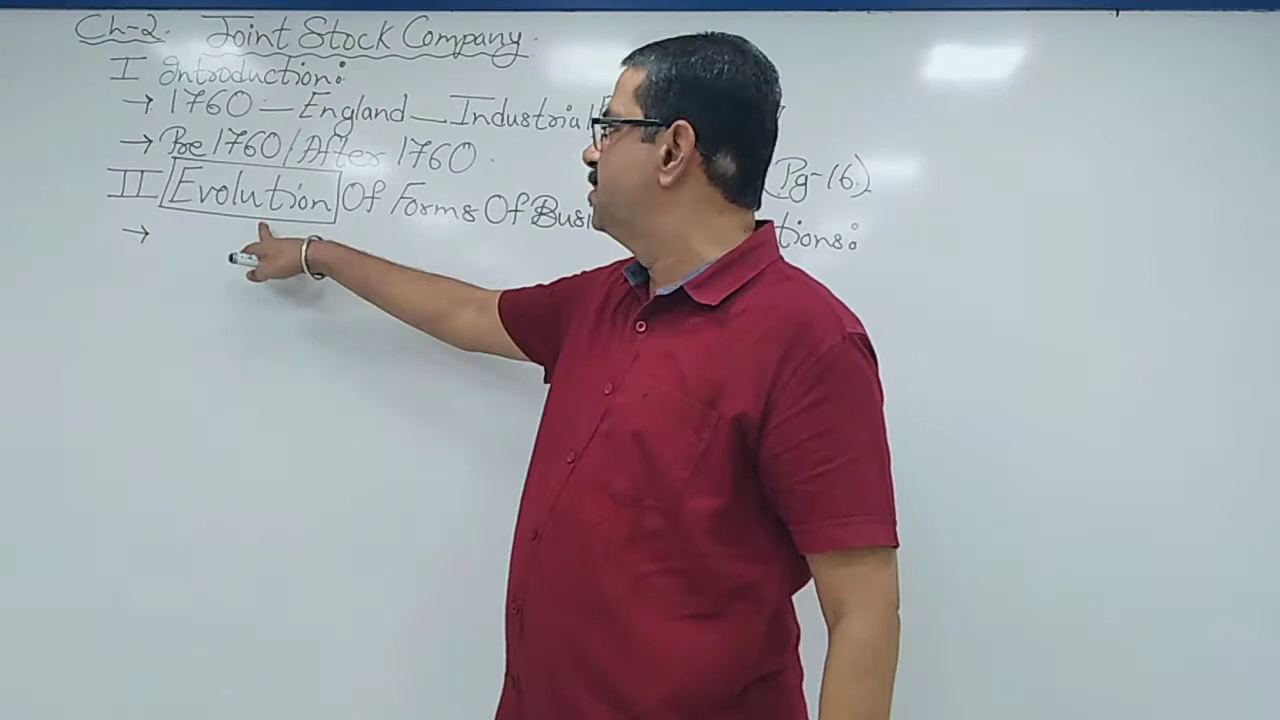 Ch-2. Joint Stock Company.
I Introduction:
→ 1760 — England — Industrial
→ Pre 1760 / After 1760.
(Pg-16.)
II Evolution Of Forms Of Busi tions:
→